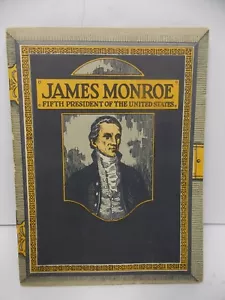 JAMES MONROE
FIFTH PRESIDENT OF THE UNITED STATES.